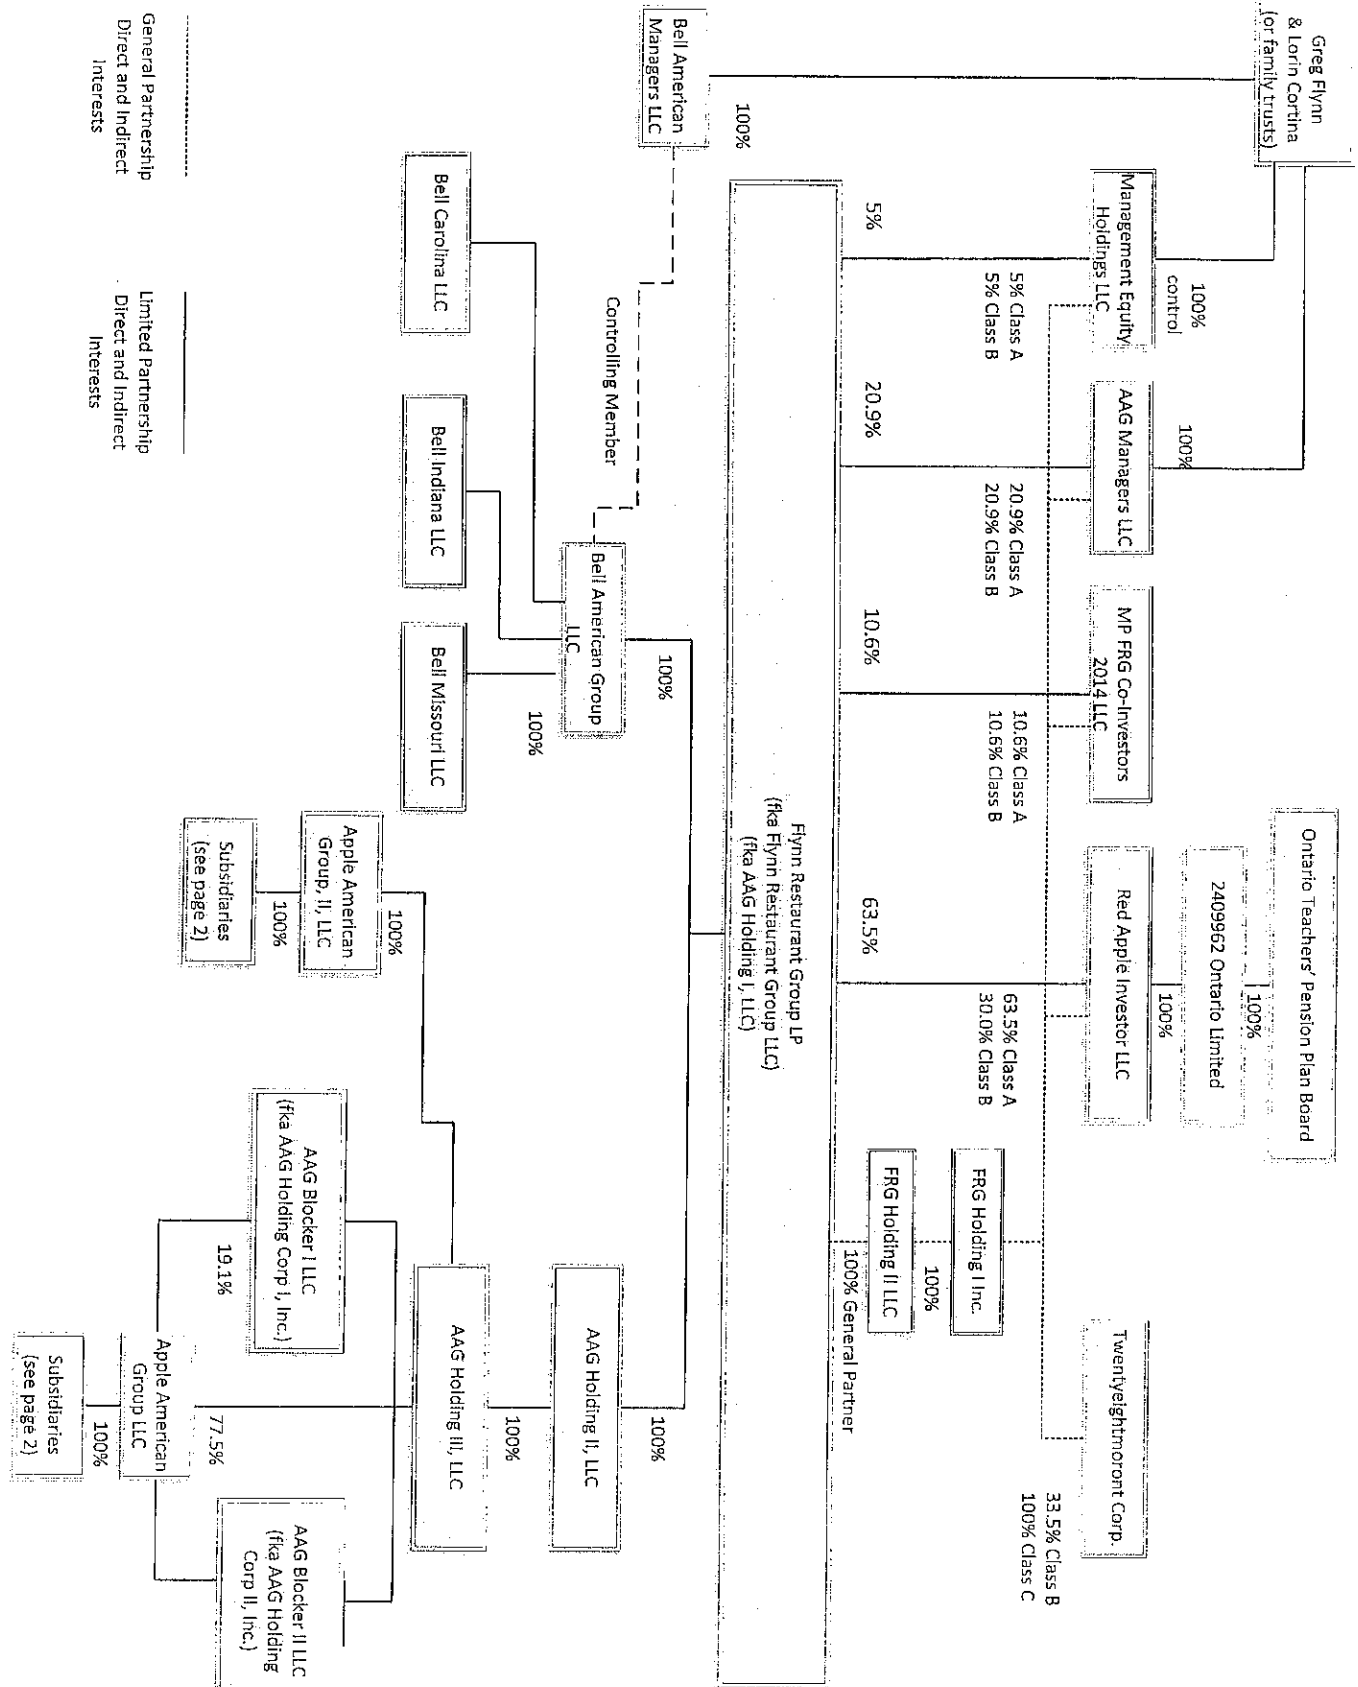 Greg Flynn
& Lorin Cortina
(or family trusts)
Ontario Teachers' Pension Plan Board
100%
2409962 Ontario Limited
100%
100%
control
100%
Management Equity
Holdings LLC
AAG Managers LLC
MP FRG Co-Investors
2014 LLC
Red Apple Investor LLC
Twentyeightmoront Corp.
5% Class A
5% Class B
20.9% Class A
20.9% Class B
10.6% Class A
10.6% Class B
63.5% Class A
30.0% Class B
33.5% Class B
100% Class C
FRG Holding I Inc.
100%
FRG Holding II LLC
100% General Partner
5%
20.9%
10.6%
63.5%
100%
Flynn Restaurant Group LP
(fka Flynn Restaurant Group LLC)
(fka AAG Holding I, LLC)
Bell American
Managers LLC
Controlling Member
100%
100%
Bell American Group
LLC
AAG Holding II, LLC
100%
100%
AAG Holding III, LLC
Bell Carolina LLC
Bell Indiana LLC
Bell Missouri LLC
100%
Apple American
Group, II, LLC
100%
Subsidiaries
(see page 2)
AAG Blocker I LLC
(fka AAG Holding Corp I, Inc.)
AAG Blocker II LLC
(fka AAG Holding
Corp II, Inc.)
19.1%
77.5%
Apple American
Group LLC
100%
Subsidiaries
(see page 2)
General Partnership
Direct and Indirect
Interests
Limited Partnership
Direct and Indirect
Interests